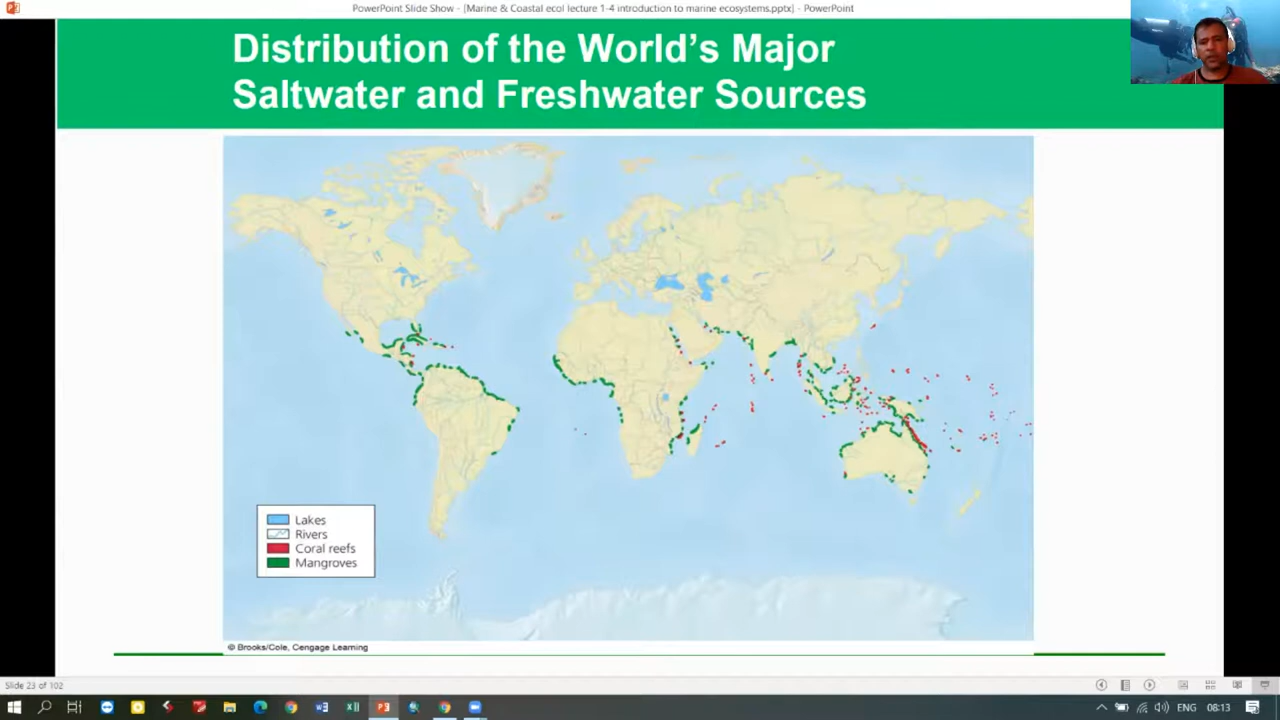 PowerPoint Slide Show - [Marine & Coastal ecol lecture 1-4 introduction to marine ecosystems.pptx] - PowerPoint
Distribution of the World's Major
Saltwater and Freshwater Sources
Lakes
Rivers
Coral reefs
Mangroves
© Brooks/Cole, Cengage Learning
Slide 23 of 102
ENG
08:13